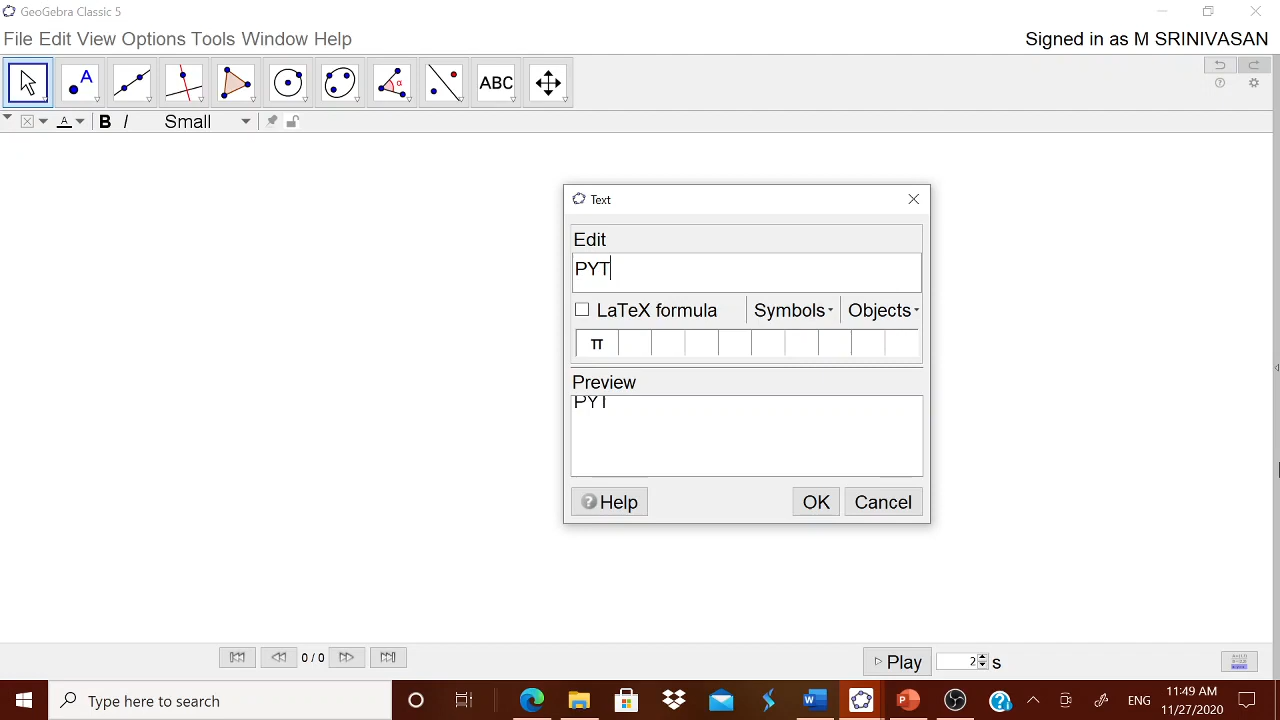 GeoGebra Classic 5
File Edit View Options Tools Window Help
Signed in as M SRINIVASAN
A
α
ABC
A B I Small
Text
Edit
PYT
LaTeX formula Symbols Objects
π
Preview
PYT
? Help OK Cancel
0 / 0
Play 2 s
Type here to search
W
P
ENG
11:49 AM
11/27/2020